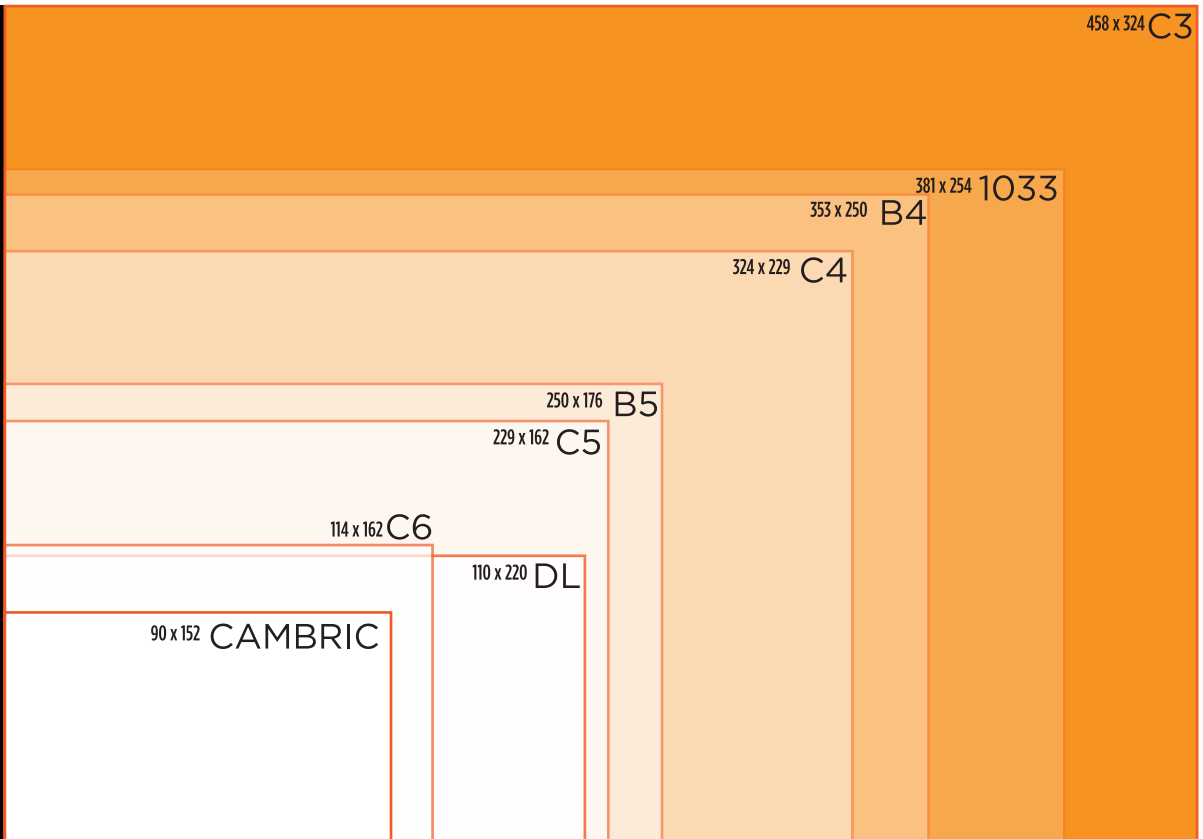 458 x 324 C3
381 x 254 1033
353 x 250 B4
324 x 229 C4
250 x 176 B5
229 x 162 C5
114 x 162 C6
110 x 220 DL
90 x 152 CAMBRIC